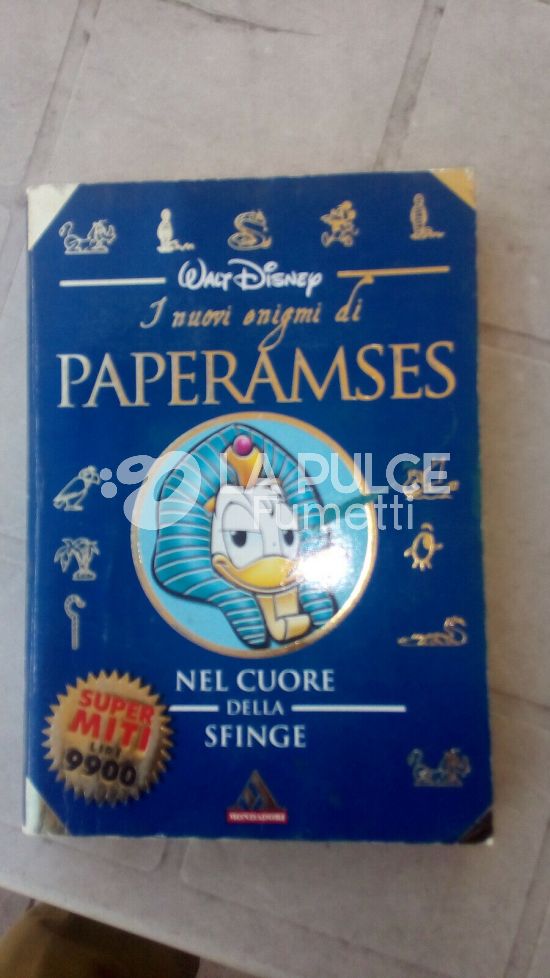 WALT DISNEY
I nuovi enigmi di
PAPERAMSES
LA PULCE
Fumetti
NEL CUORE
DELLA
SFINGE
SUPER
MITI
LIRE
9900
MONDADORI